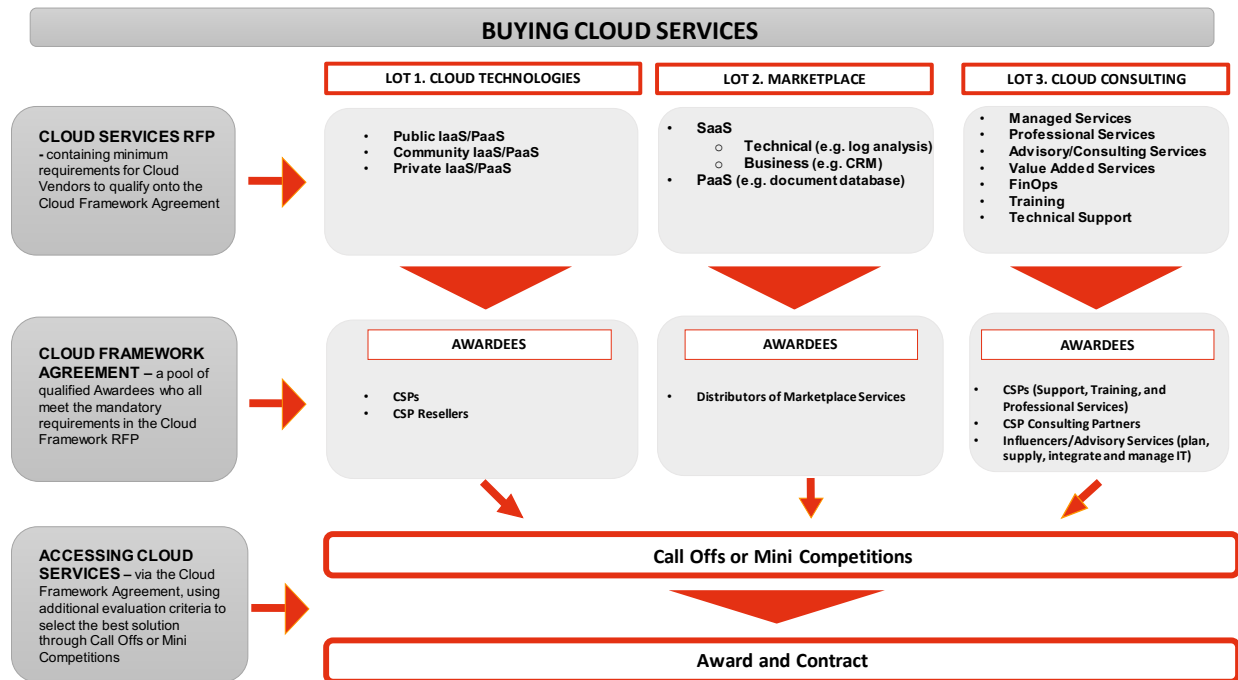 BUYING CLOUD SERVICES
LOT 1. CLOUD TECHNOLOGIES
LOT 2. MARKETPLACE
LOT 3. CLOUD CONSULTING
CLOUD SERVICES RFP
- containing minimum
requirements for Cloud
Vendors to qualify onto the
Cloud Framework Agreement
• Public IaaS/PaaS
• Community IaaS/PaaS
• Private IaaS/PaaS
• SaaS
o Technical (e.g. log analysis)
o Business (e.g. CRM)
• PaaS (e.g. document database)
• Managed Services
• Professional Services
• Advisory/Consulting Services
• Value Added Services
• FinOps
• Training
• Technical Support
CLOUD FRAMEWORK
AGREEMENT – a pool of
qualified Awardees who all
meet the mandatory
requirements in the Cloud
Framework RFP
AWARDEES
• CSPs
• CSP Resellers
AWARDEES
• Distributors of Marketplace Services
AWARDEES
• CSPs (Support, Training, and
Professional Services)
• CSP Consulting Partners
• Influencers/Advisory Services (plan,
supply, integrate and manage IT)
ACCESSING CLOUD
SERVICES – via the Cloud
Framework Agreement, using
additional evaluation criteria to
select the best solution
through Call Offs or Mini
Competitions
Call Offs or Mini Competitions
Award and Contract